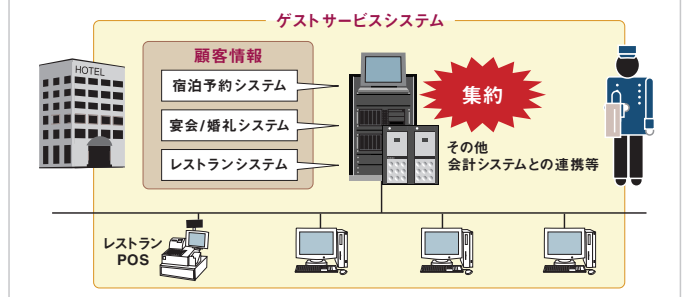 ゲストサービスシステム
HOTEL
顧客情報
宿泊予約システム
宴会/婚礼システム
レストランシステム
集約
その他
会計システムとの連携等
レストラン
POS